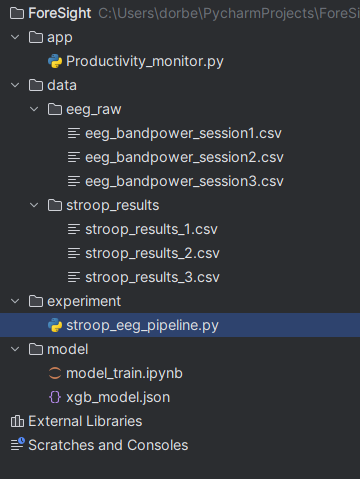 ForeSight C:\Users\dorbe\PycharmProjects\ForeSi
app
Productivity_monitor.py
data
eeg_raw
eeg_bandpower_session1.csv
eeg_bandpower_session2.csv
eeg_bandpower_session3.csv
stroop_results
stroop_results_1.csv
stroop_results_2.csv
stroop_results_3.csv
experiment
stroop_eeg_pipeline.py
model
model_train.ipynb
xgb_model.json
External Libraries
Scratches and Consoles